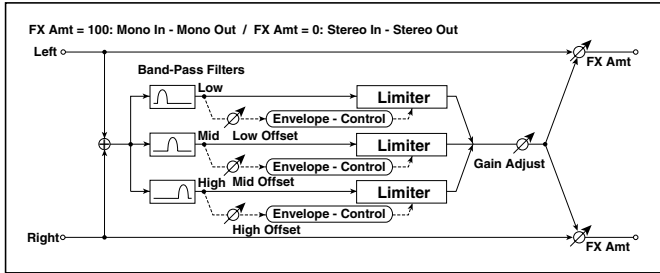 FX Amt = 100: Mono In - Mono Out / FX Amt = 0: Stereo In - Stereo Out
Left
FX Amt
Band-Pass Filters
Low
Limiter
Envelope - Control
Mid
Low Offset
Limiter
Envelope - Control
Gain Adjust
High
Mid Offset
Limiter
Envelope - Control
High Offset
Right
FX Amt